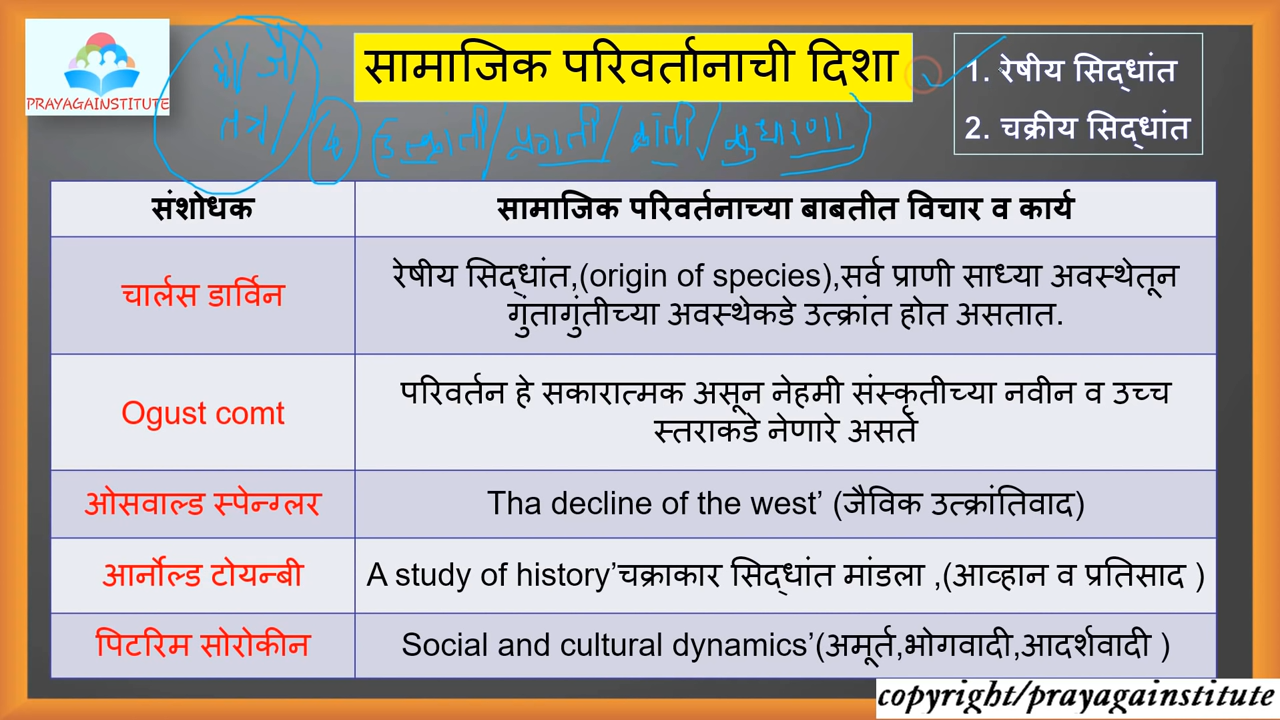 PRAYAGAINSTITUTE
सामाजिक परिवर्तानाची दिशा
1. रेषीय सिद्धांत
2. चक्रीय सिद्धांत
उत्क्रांती/प्रगती/क्रांती/सुधारणा
संशोधक
सामाजिक परिवर्तनाच्या बाबतीत विचार व कार्य
चार्लस डार्विन
रेषीय सिद्धांत,(origin of species),सर्व प्राणी साध्या अवस्थेतून
गुंतागुंतीच्या अवस्थेकडे उत्क्रांत होत असतात.
Ogust comt
परिवर्तन हे सकारात्मक असून नेहमी संस्कृतीच्या नवीन व उच्च
स्तराकडे नेणारे असते
ओसवाल्ड स्पेन्ग्लर
Tha decline of the west’ (जैविक उत्क्रांतिवाद)
आर्नोल्ड टोयन्बी
A study of history’चक्राकार सिद्धांत मांडला ,(आव्हान व प्रतिसाद )
पिटरिम सोरोकीन
Social and cultural dynamics’(अमूर्त,भोगवादी,आदर्शवादी )
copyright/prayagainstitute